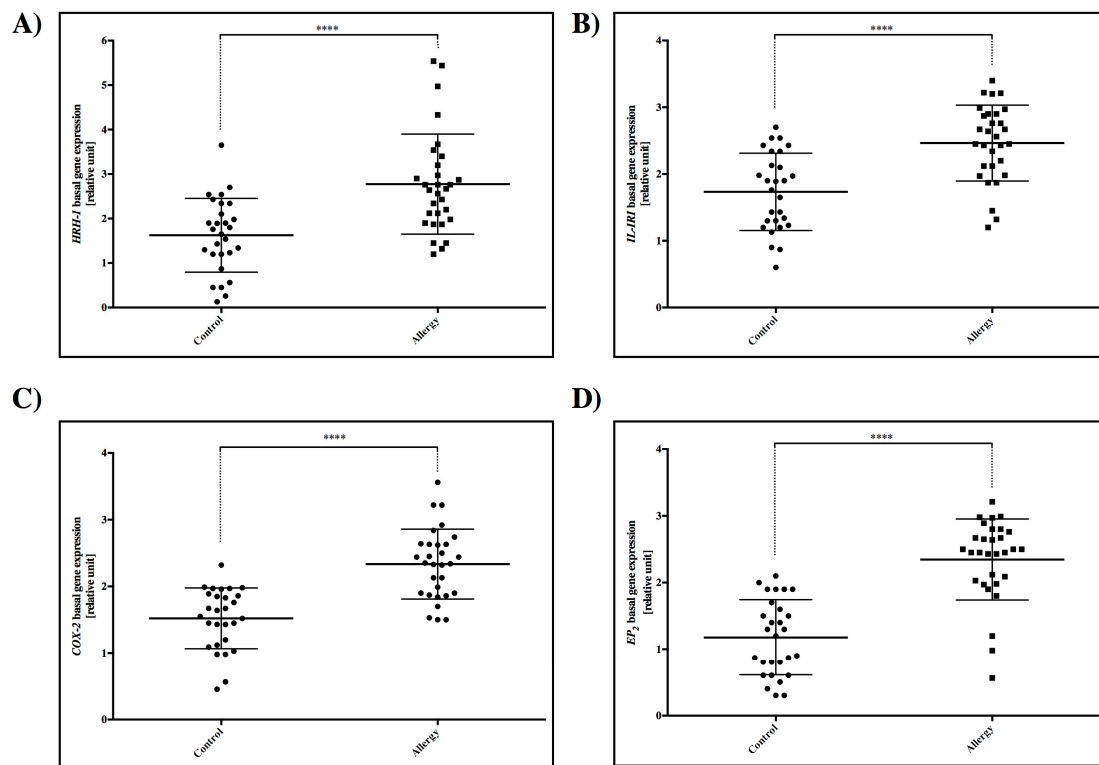 A)
****
6
5
4
3
2
1
0
HRH-1 basal gene expression
[relative unit]
Control
Allergy
B)
****
4
3
2
1
0
IL-IRI basal gene expression
[relative unit]
Control
Allergy
C)
****
4
3
2
1
0
COX-2 basal gene expression
[relative unit]
Control
Allergy
D)
****
4
3
2
1
0
EP2 basal gene expression
[relative unit]
Control
Allergy